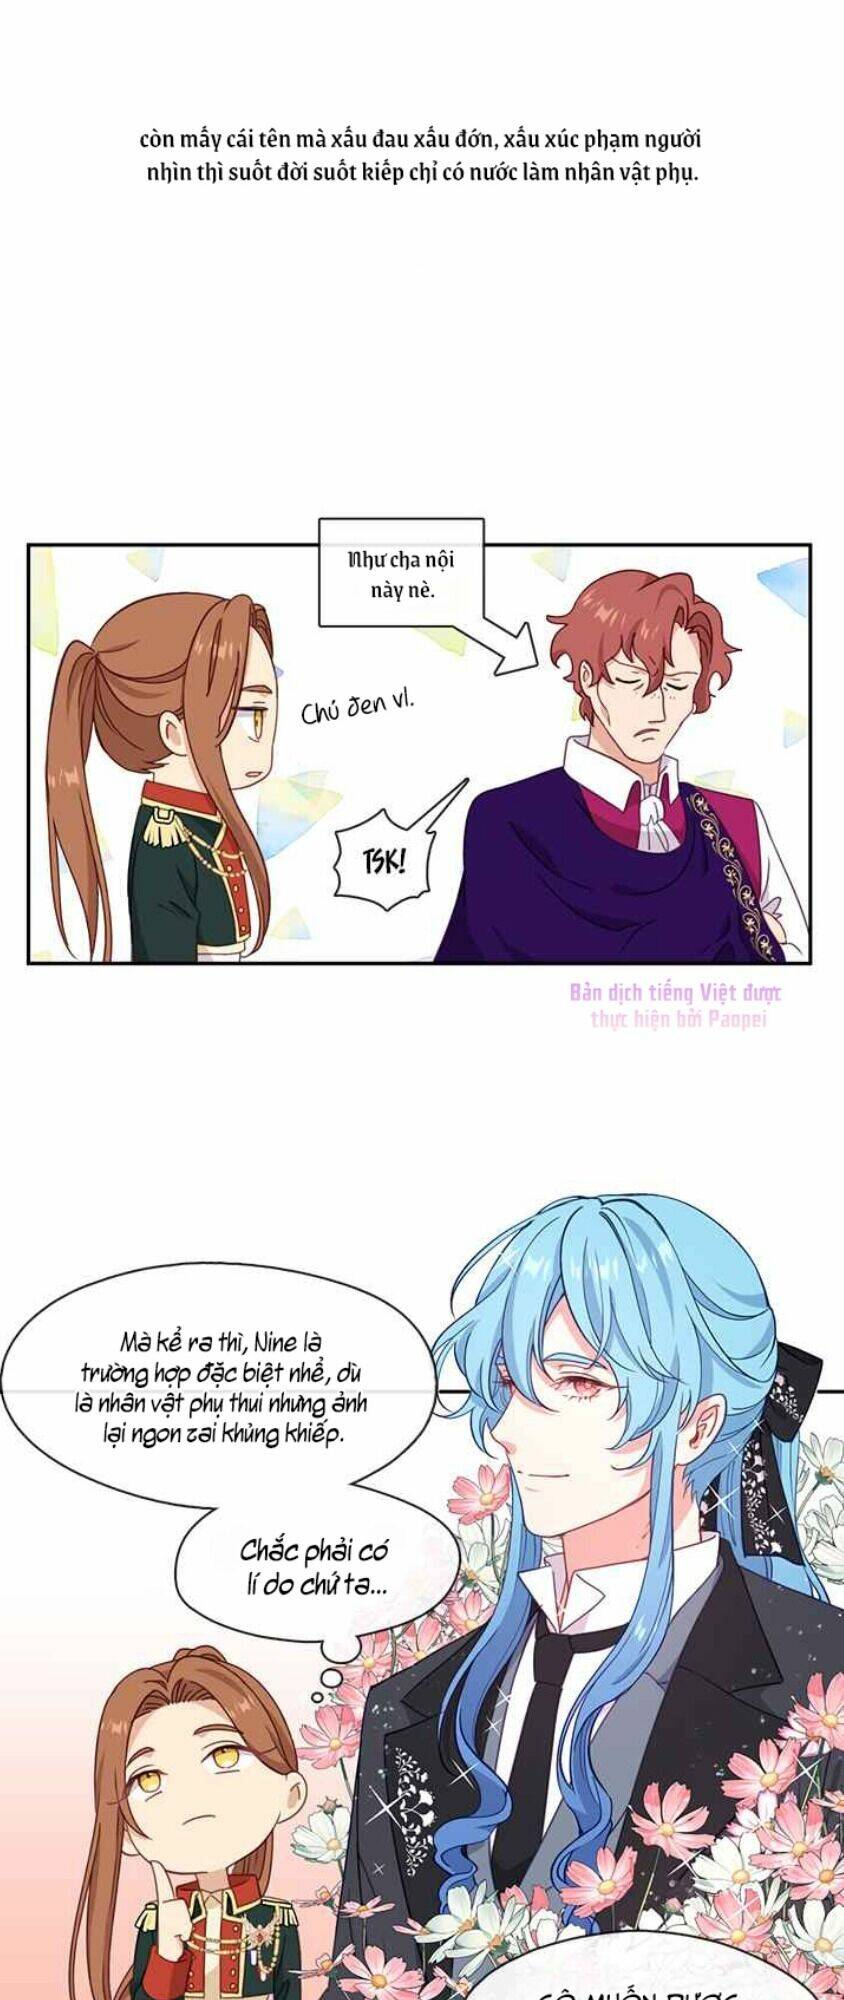 còn mấy cái tên mà xấu đau xấu đớn, xấu xúc phạm người
nhìn thì suốt đời suốt kiếp chỉ có nước làm nhân vật phụ.
Như cha nội
này nè.
Chú đen vl.
TSK!
Bản dịch tiếng Việt được
thực hiện bởi Paopei
Mà kể ra thì, Nine là
trường hợp đặc biệt nhể, dù
là nhân vật phụ thui nhưng ảnh
lại ngon zai khủng khiếp.
Chắc phải có
lí do chứ ta...
CÔ MUỐN ĐƯỢC